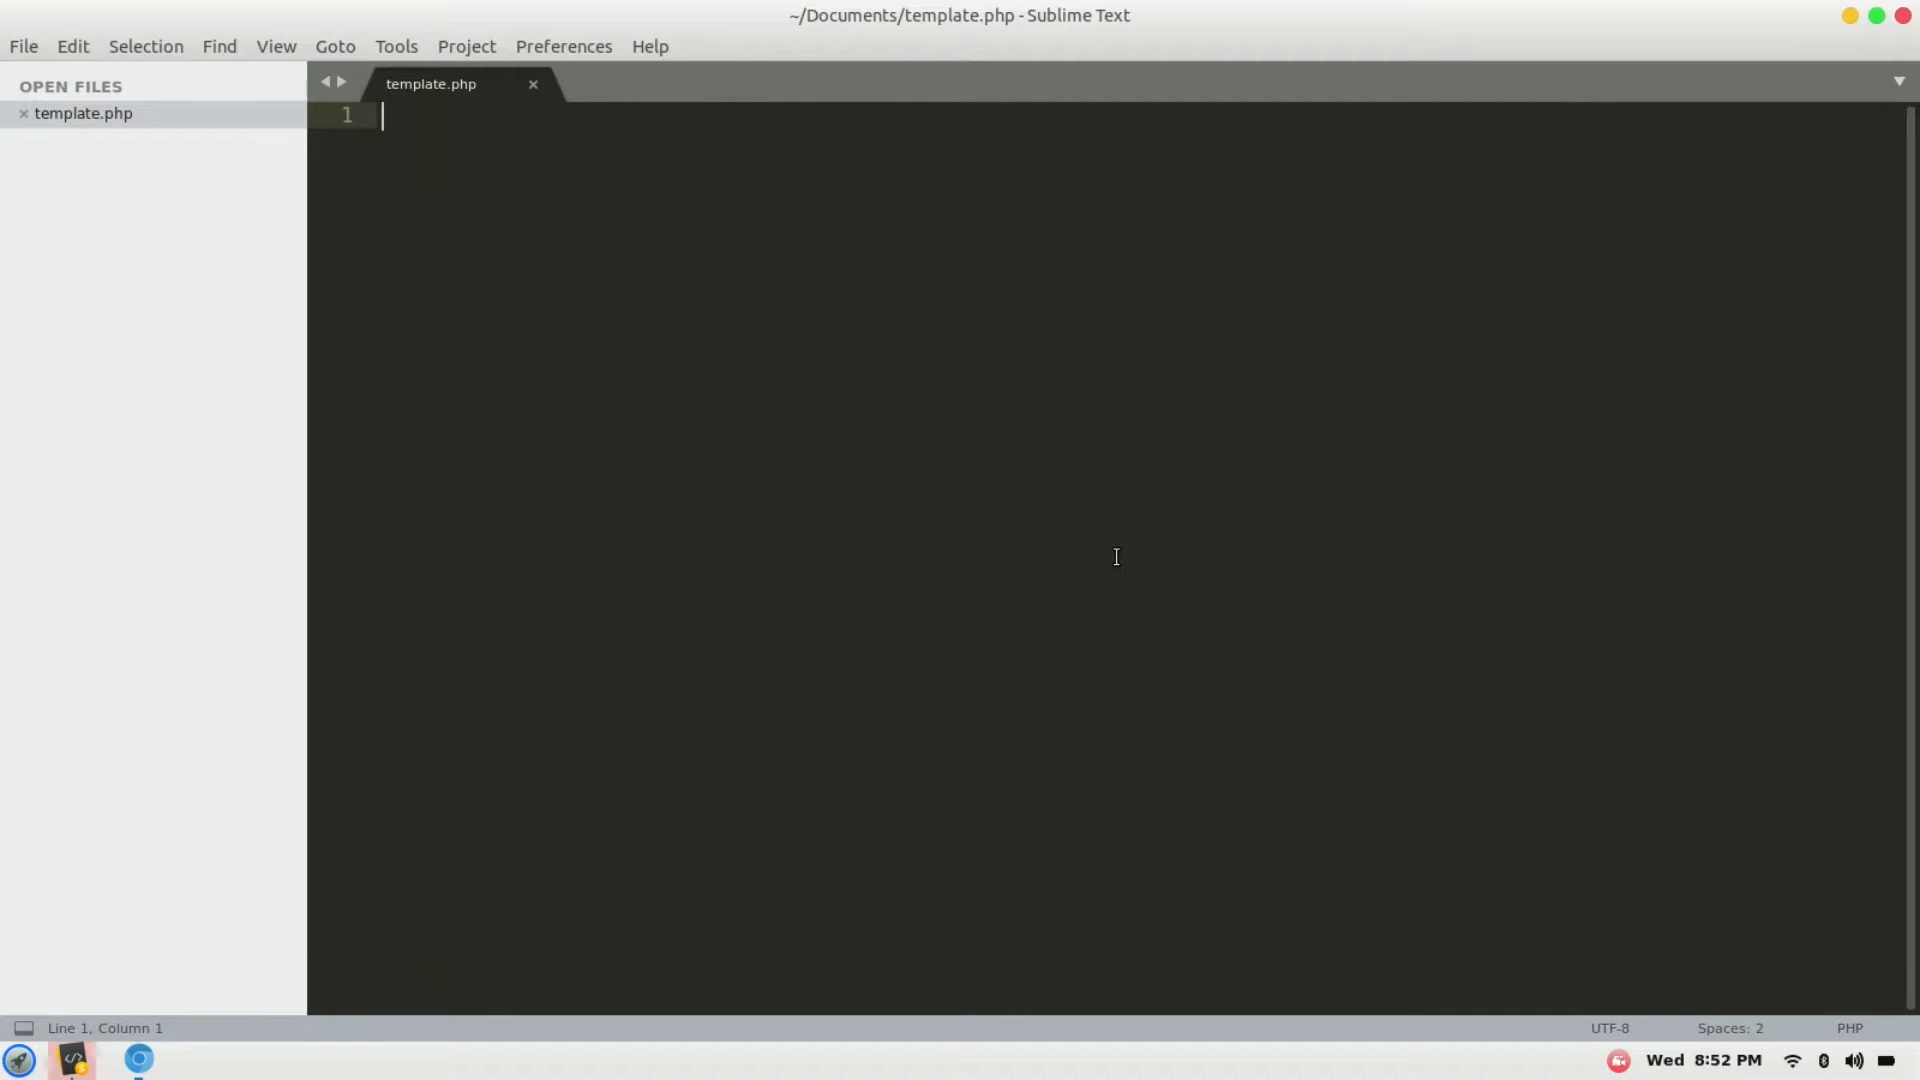 ~/Documents/template.php - Sublime Text
File Edit Selection Find View Goto Tools Project Preferences Help
OPEN FILES
template.php
template.php
1
Line 1, Column 1
UTF-8 Spaces: 2 PHP
Wed 8:52 PM